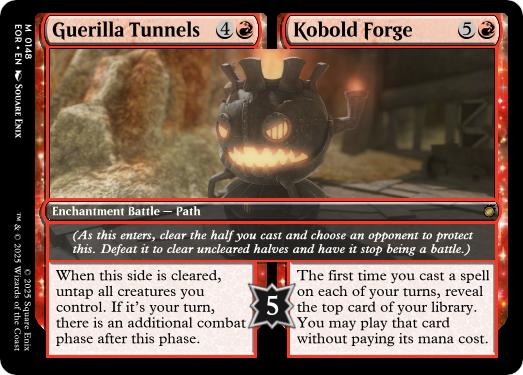 Guerilla Tunnels 4
Kobold Forge 5
Enchantment Battle — Path
(As this enters, clear the half you cast and choose an opponent to protect
this. Defeat it to clear uncleared halves and have it stop being a battle.)
When this side is cleared,
untap all creatures you
control. If it's your turn,
there is an additional combat
phase after this phase.
5
The first time you cast a spell
on each of your turns, reveal
the top card of your library.
You may play that card
without paying its mana cost.
M 0148
EOR • EN SQUARE ENIX
™ & © 2025 Wizards of the Coast
© 2025 Square Enix